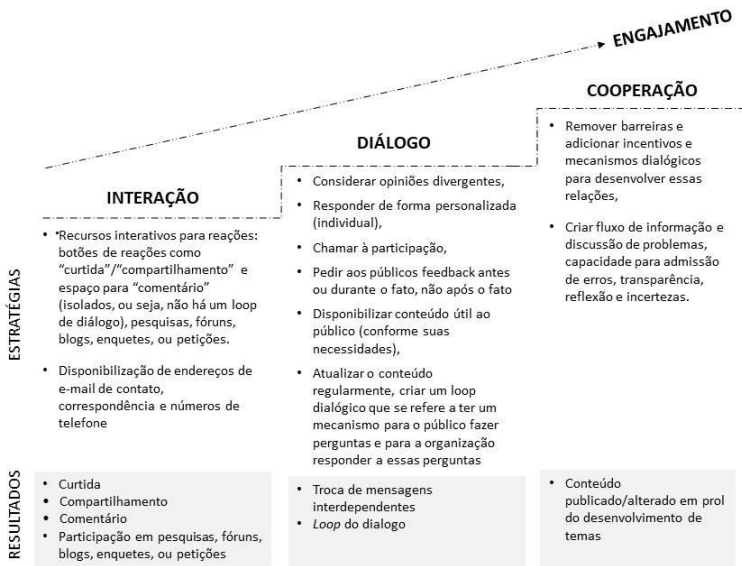 ENGAJAMENTO
COOPERAÇÃO
• Remover barreiras e
adicionar incentivos e
mecanismos dialógicos
para desenvolver essas
relações,
• Criar fluxo de informação e
discussão de problemas,
capacidade para admissão
de erros, transparência,
reflexão e incertezas.
DIÁLOGO
• Considerar opiniões divergentes,
• Responder de forma personalizada
(individual),
• Chamar à participação,
• Pedir aos públicos feedback antes
ou durante o fato, não após o fato
• Disponibilizar conteúdo útil ao
público (conforme suas
necessidades),
• Atualizar o conteúdo
regularmente, criar um loop
dialógico que se refere a ter um
mecanismo para o público fazer
perguntas e para a organização
responder a essas perguntas
INTERAÇÃO
• •Recursos interativos para reações:
botões de reações como
“curtida”/“compartilhamento” e
espaço para “comentário”
(isolados, ou seja, não há um loop
de diálogo), pesquisas, fóruns,
blogs, enquetes, ou petições.
• Disponibilização de endereços de
e-mail de contato,
correspondência e números de
telefone
ESTRATÉGIAS
RESULTADOS
• Curtida
• Compartilhamento
• Comentário
• Participação em pesquisas, fóruns,
blogs, enquetes, ou petições
• Troca de mensagens
interdependentes
• Loop do dialogo
• Conteúdo
publicado/alterado em prol
do desenvolvimento de
temas